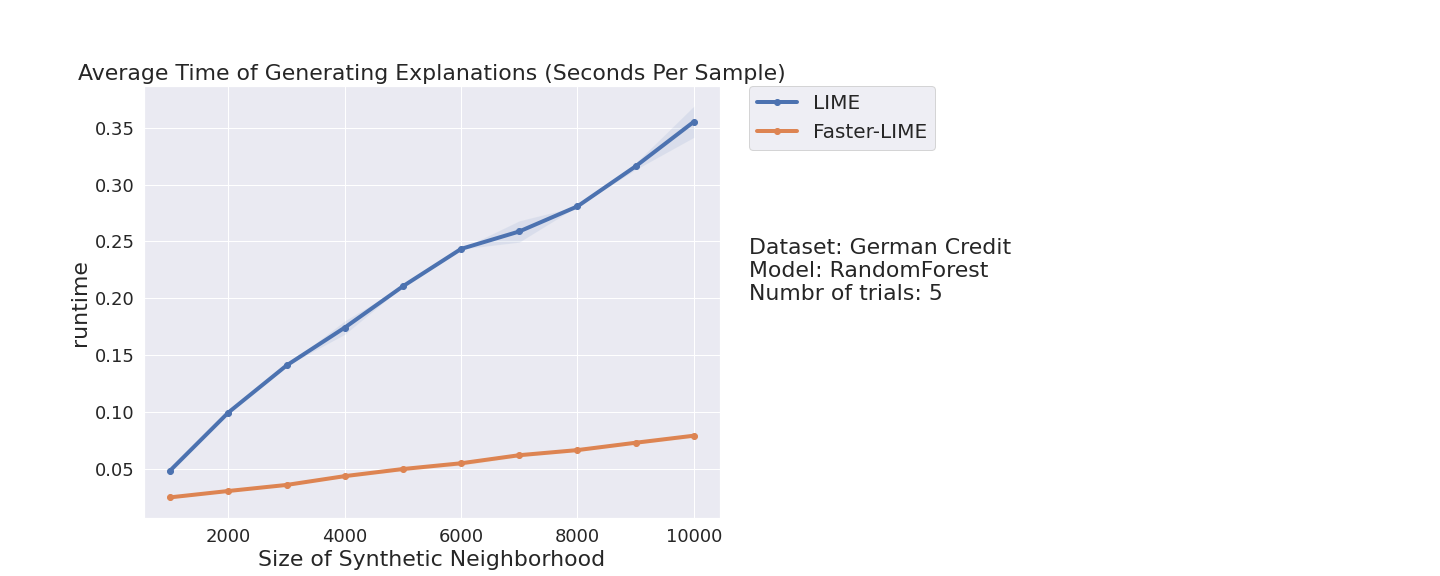 Average Time of Generating Explanations (Seconds Per Sample)
LIME
Faster-LIME
0.35
0.30
0.25
0.20
0.15
0.10
0.05
runtime
2000 4000 6000 8000 10000
Size of Synthetic Neighborhood
Dataset: German Credit
Model: RandomForest
Numbr of trials: 5